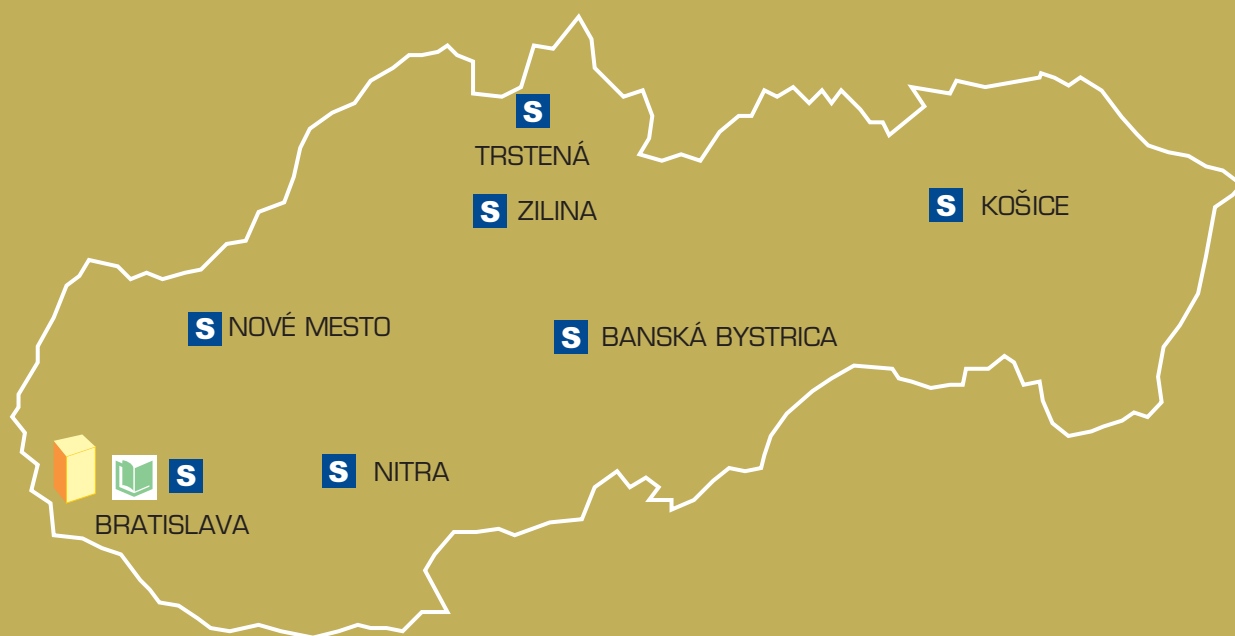 S
TRSTENÁ
S ZILINA
S KOŠICE
S NOVÉ MESTO
S BANSKÁ BYSTRICA
S
BRATISLAVA
S NITRA